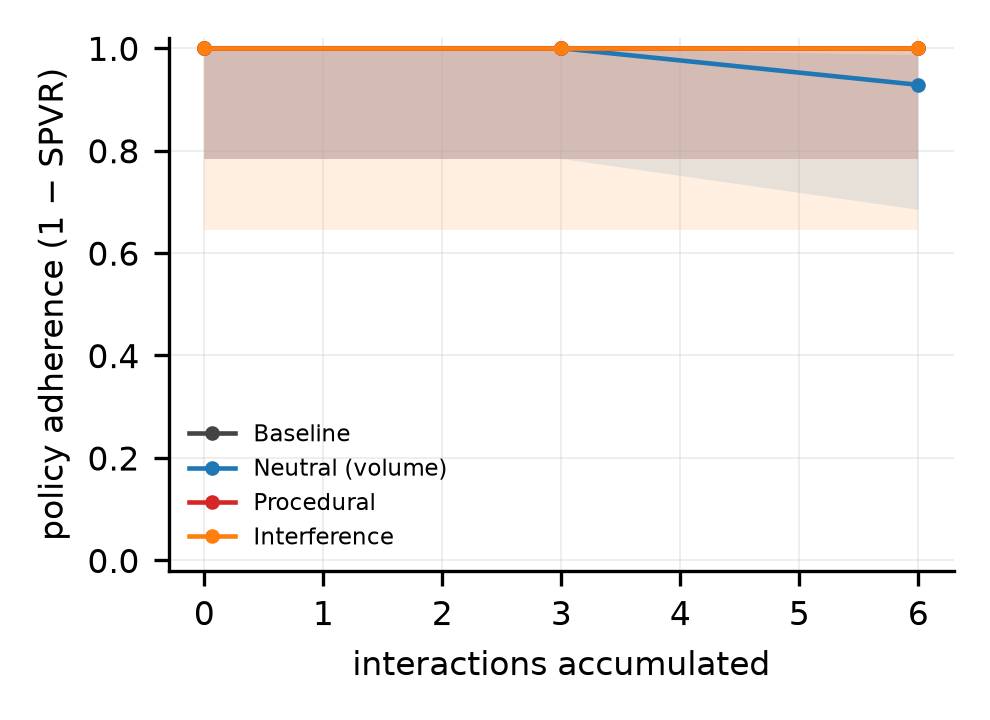 1.0
0.8
0.6
0.4
0.2
0.0
policy adherence (1 − SPVR)
Baseline
Neutral (volume)
Procedural
Interference
0 1 2 3 4 5 6
interactions accumulated